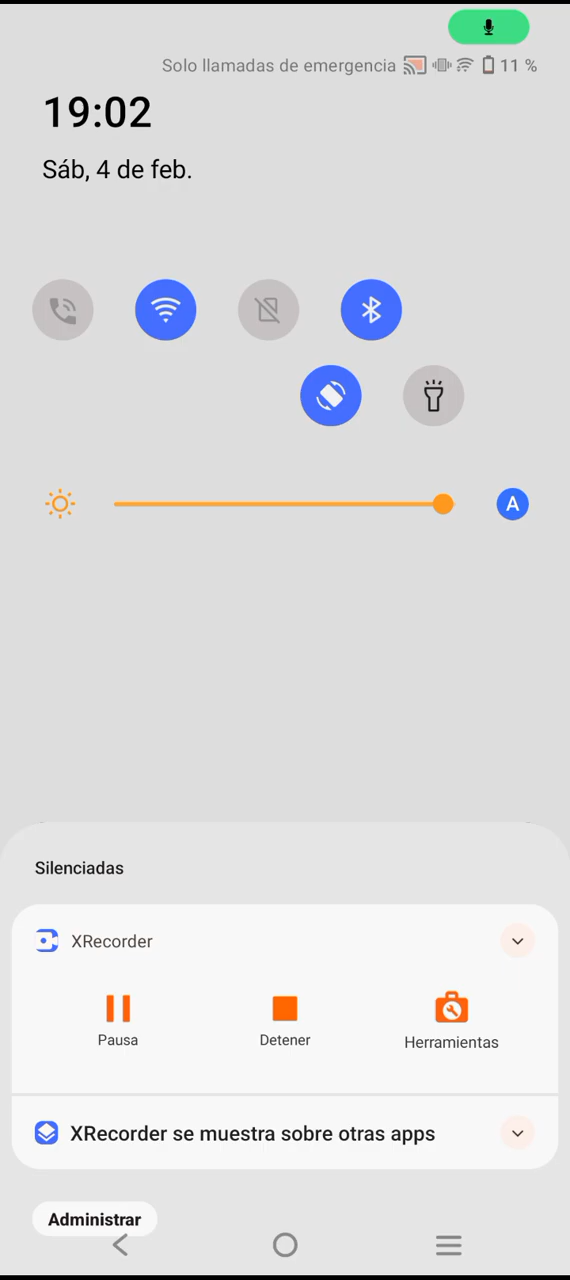 Solo llamadas de emergencia 11 %
19:02
Sáb, 4 de feb.
A
Silenciadas
XRecorder
Pausa Detener Herramientas
XRecorder se muestra sobre otras apps
Administrar